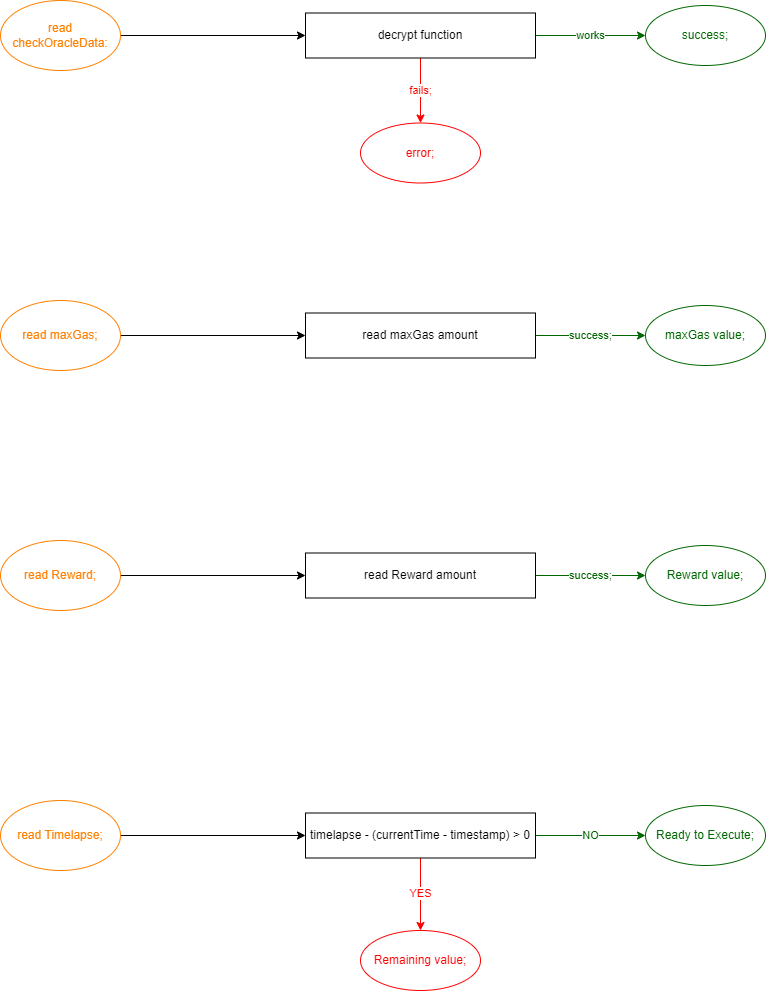 read
checkOracleData:
decrypt function
works
success;
fails;
error;
read maxGas;
read maxGas amount
success;
maxGas value;
read Reward;
read Reward amount
success;
Reward value;
read Timelapse;
timelapse - (currentTime - timestamp) > 0
NO
Ready to Execute;
YES
Remaining value;